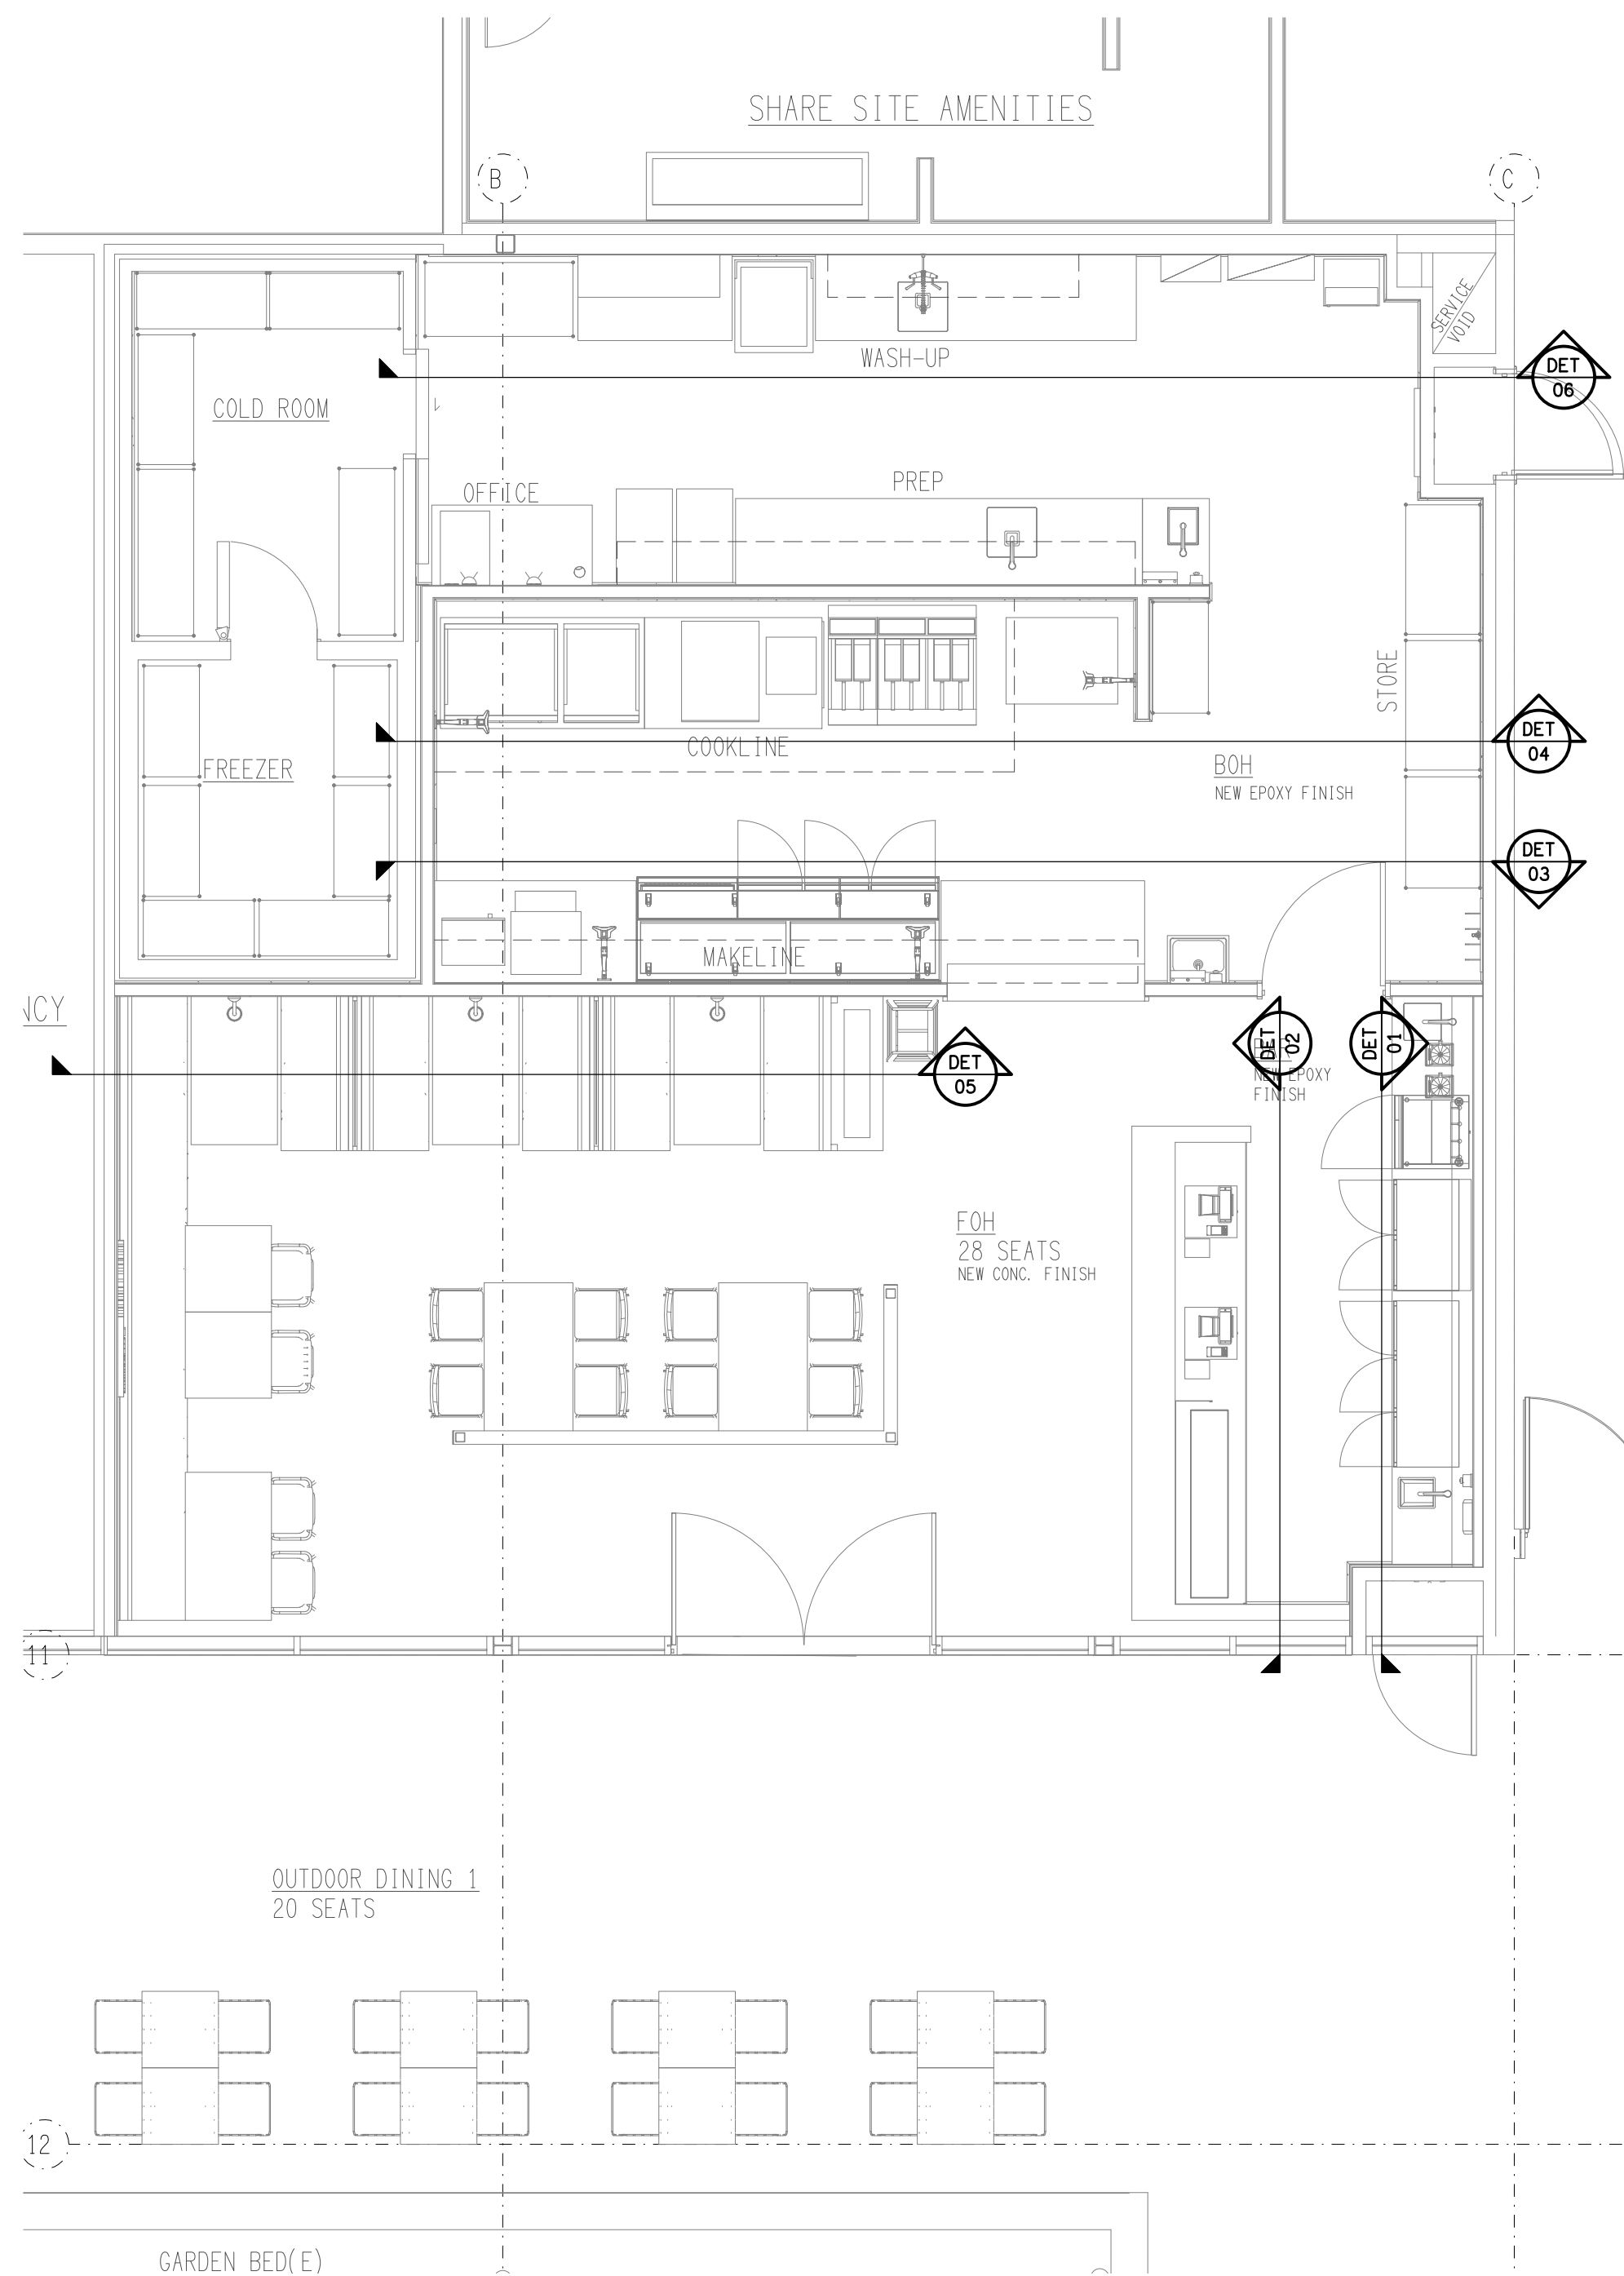 SHARE SITE AMENITIES
B
C
SERVICE
VOID
WASH-UP
DET
06
COLD ROOM
OFFICE
PREP
STORE
COOKLINE
DET
04
FREEZER
BOH
NEW EPOXY FINISH
DET
03
MAKELINE
NCY
DET
05
DET
02
DET
01
NEW EPOXY
FINISH
FOH
28 SEATS
NEW CONC. FINISH
11
OUTDOOR DINING 1
20 SEATS
12
GARDEN BED(E)